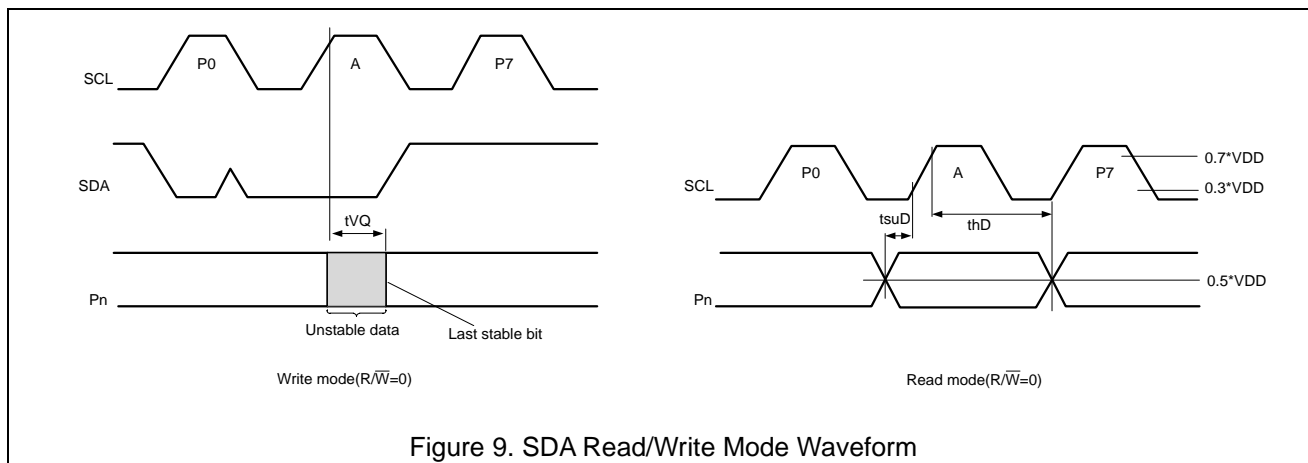 P0 A P7
SCL
SDA
tVQ
Pn
Unstable data
Last stable bit
Write mode(R/W̅=0)
P0 A P7
0.7*VDD
SCL
0.3*VDD
tsuD
thD
0.5*VDD
Pn
Read mode(R/W̅=0)
Figure 9. SDA Read/Write Mode Waveform